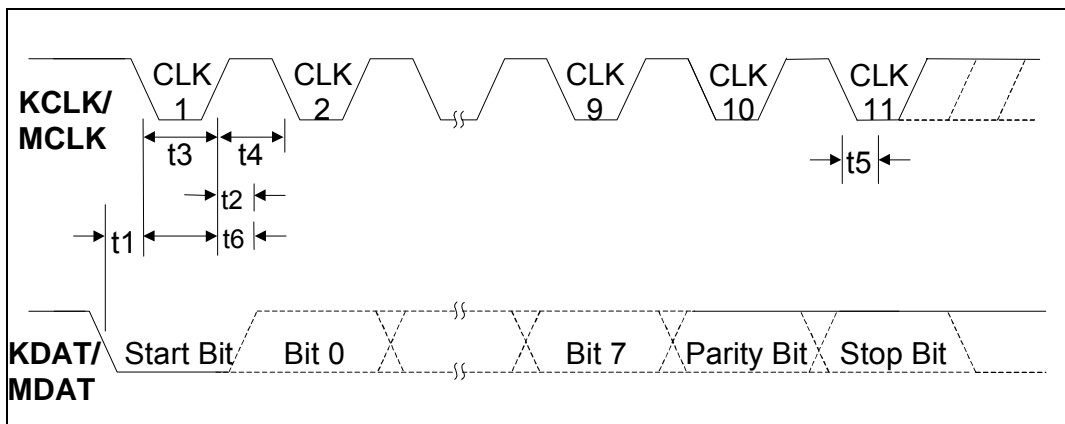 KCLK/
MCLK
CLK
1
CLK
2
CLK
9
CLK
10
CLK
11
t3
t4
t5
t2
t1
t6
KDAT/
MDAT
Start Bit
Bit 0
Bit 7
Parity Bit
Stop Bit